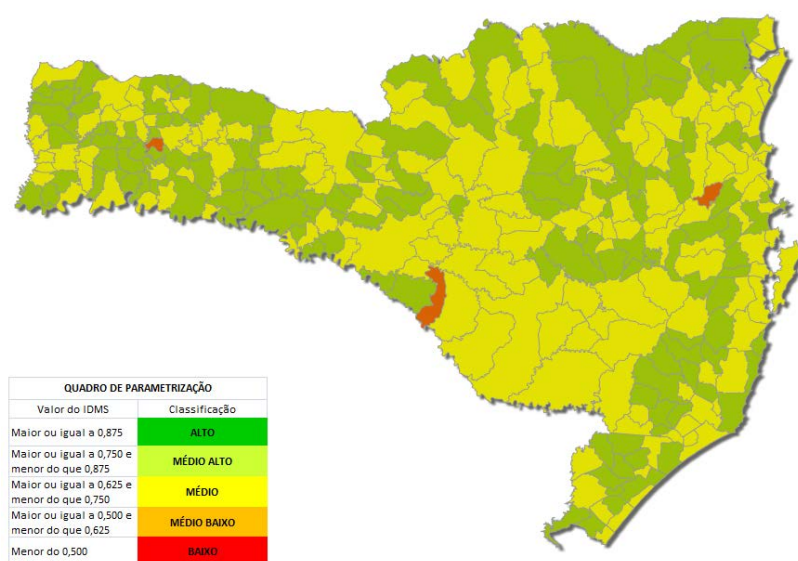 QUADRO DE PARAMETRIZAÇÃO
Valor do IDMS Classificação
Maior ou igual a 0,875 ALTO
Maior ou igual a 0,750 e
menor do que 0,875 MÉDIO ALTO
Maior ou igual a 0,625 e
menor do que 0,750 MÉDIO
Maior ou igual a 0,500 e
menor do que 0,625 MÉDIO BAIXO
Menor do 0,500 BAIXO